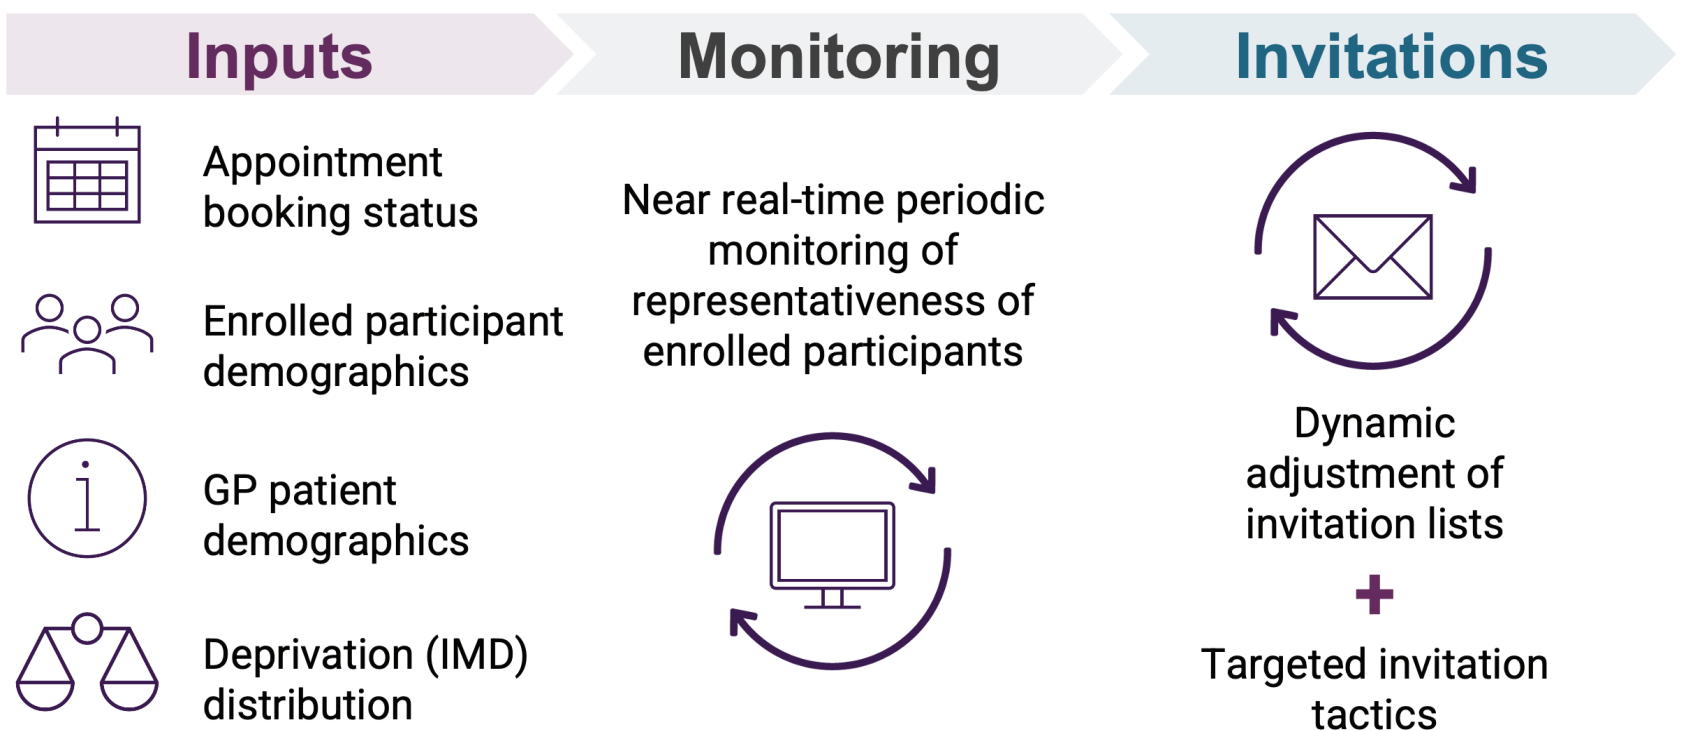 Inputs
Appointment
booking status
Enrolled participant
demographics
GP patient
demographics
Deprivation (IMD)
distribution
Monitoring
Near real-time periodic
monitoring of
representativeness of
enrolled participants
Invitations
Dynamic
adjustment of
invitation lists
+
Targeted invitation
tactics